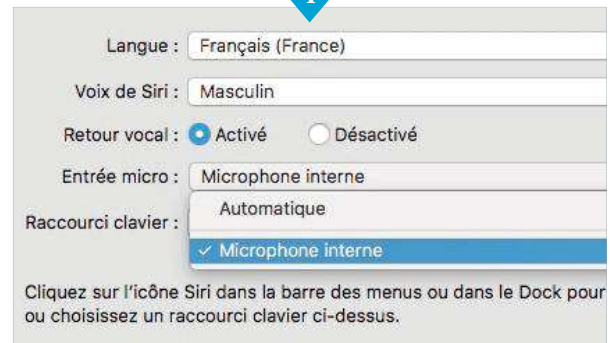 Langue : Français (France)
Voix de Siri : Masculin
Retour vocal : Activé Désactivé
Entrée micro : Microphone interne
Automatique
Raccourci clavier :
✓ Microphone interne
Cliquez sur l'icône Siri dans la barre des menus ou dans le Dock pour
ou choisissez un raccourci clavier ci-dessus.